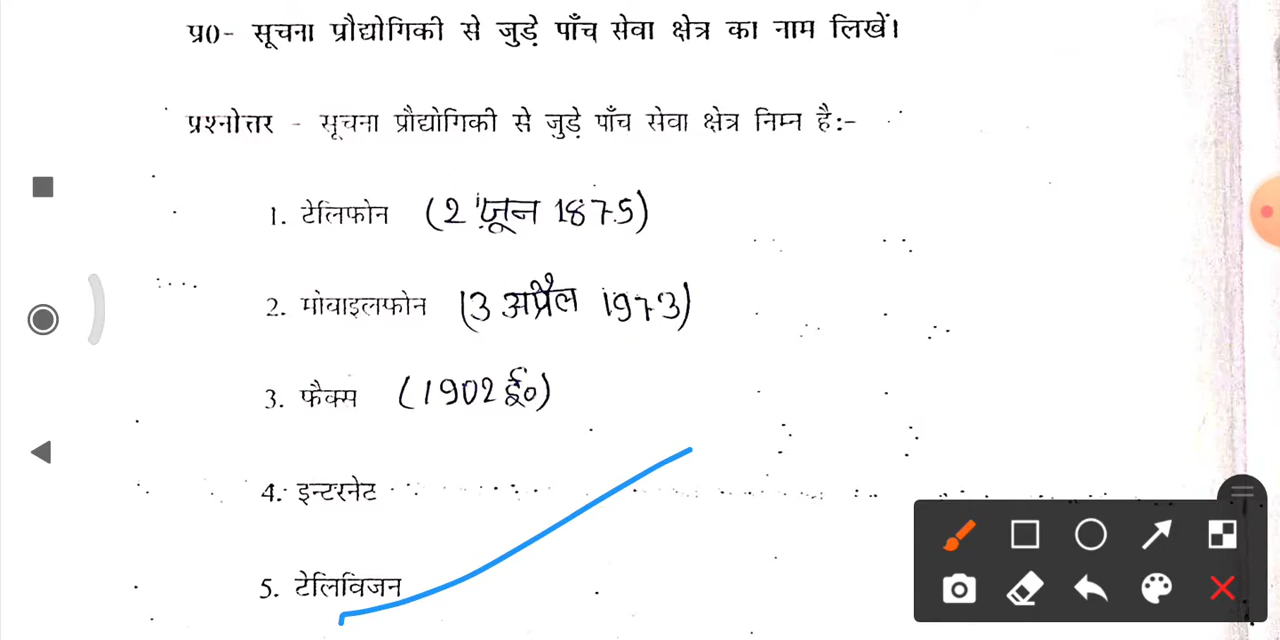 प्र0- सूचना प्रौद्योगिकी से जुड़े पाँच सेवा क्षेत्र का नाम लिखें।
प्रश्नोत्तर - सूचना प्रौद्योगिकी से जुड़े पाँच सेवा क्षेत्र निम्न है:-
1. टेलिफोन (2 जून 1875)
2. मोवाइलफोन (3 अप्रैल 1973)
3. फैक्स (1902 ई०)
4. इन्टरनेट
5. टेलिविजन